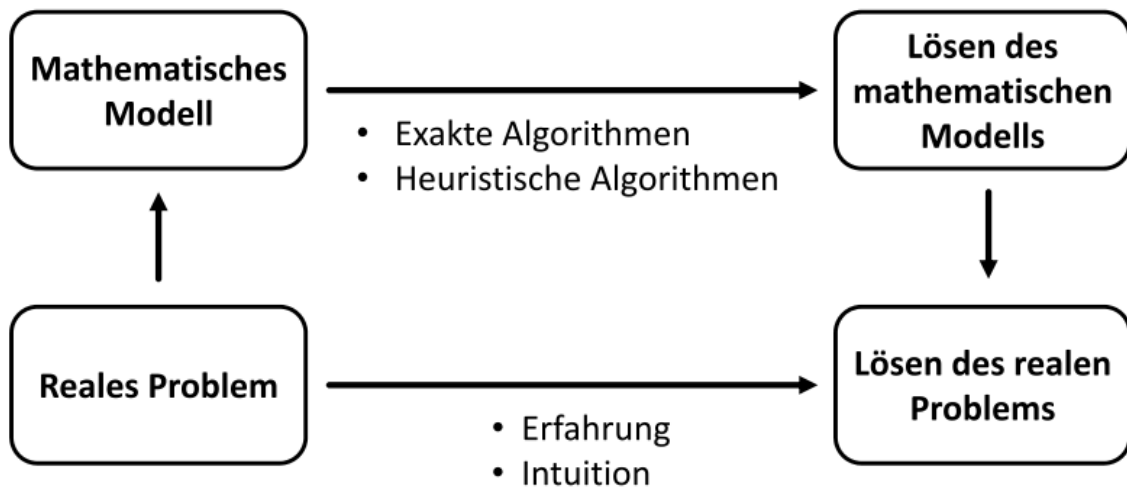 Mathematisches
Modell
Lösen des
mathematischen
Modells
• Exakte Algorithmen
• Heuristische Algorithmen
Reales Problem
Lösen des realen
Problems
• Erfahrung
• Intuition